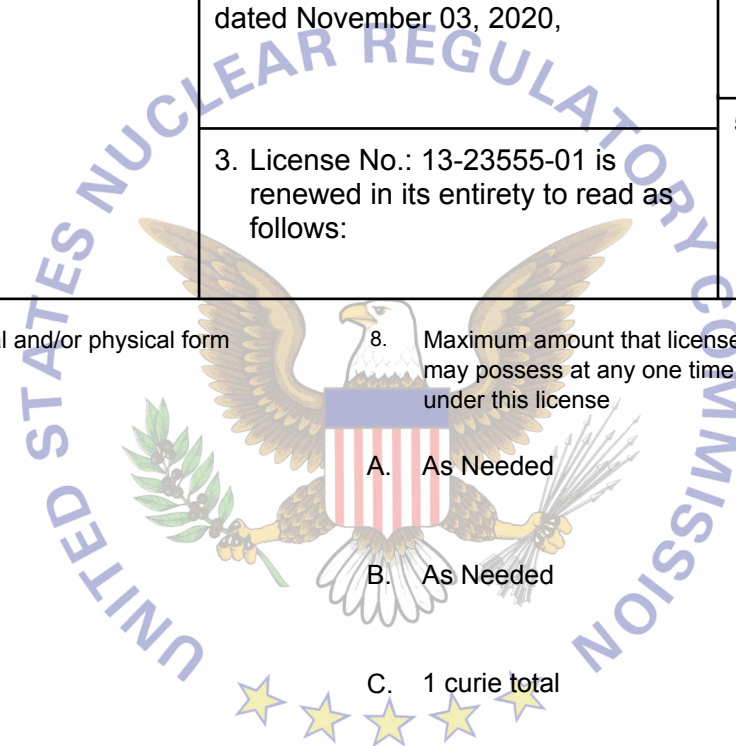 dated November 03, 2020,
3. License No.: 13-23555-01 is
renewed in its entirety to read as
follows:
and/or physical form
8. Maximum amount that
may possess at any one time
under this license
A. As Needed
B. As Needed
C. 1 curie total
UNITED STATES NUCLEAR REGULATORY COMMISSION